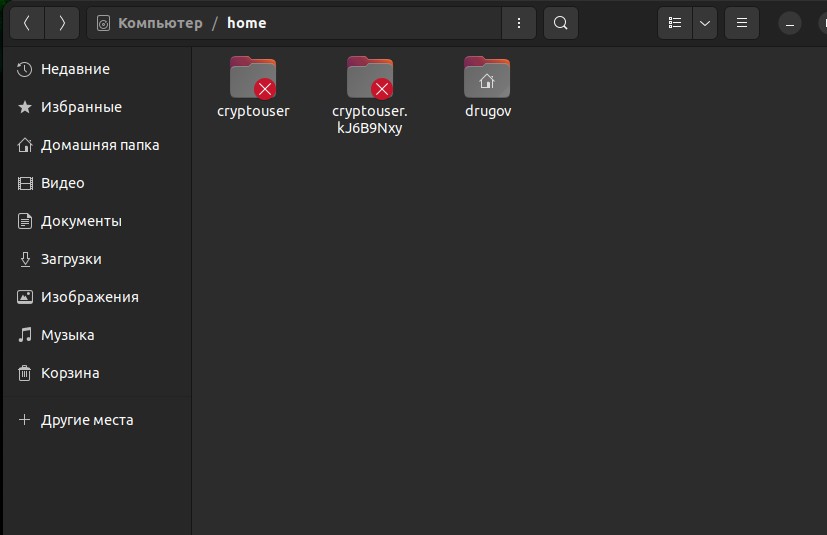 Компьютер / home
Недавние
Избранные
Домашняя папка
Видео
Документы
Загрузки
Изображения
Музыка
Корзина
Другие места
cryptouser
cryptouser.
kJ6B9Nxy
drugov